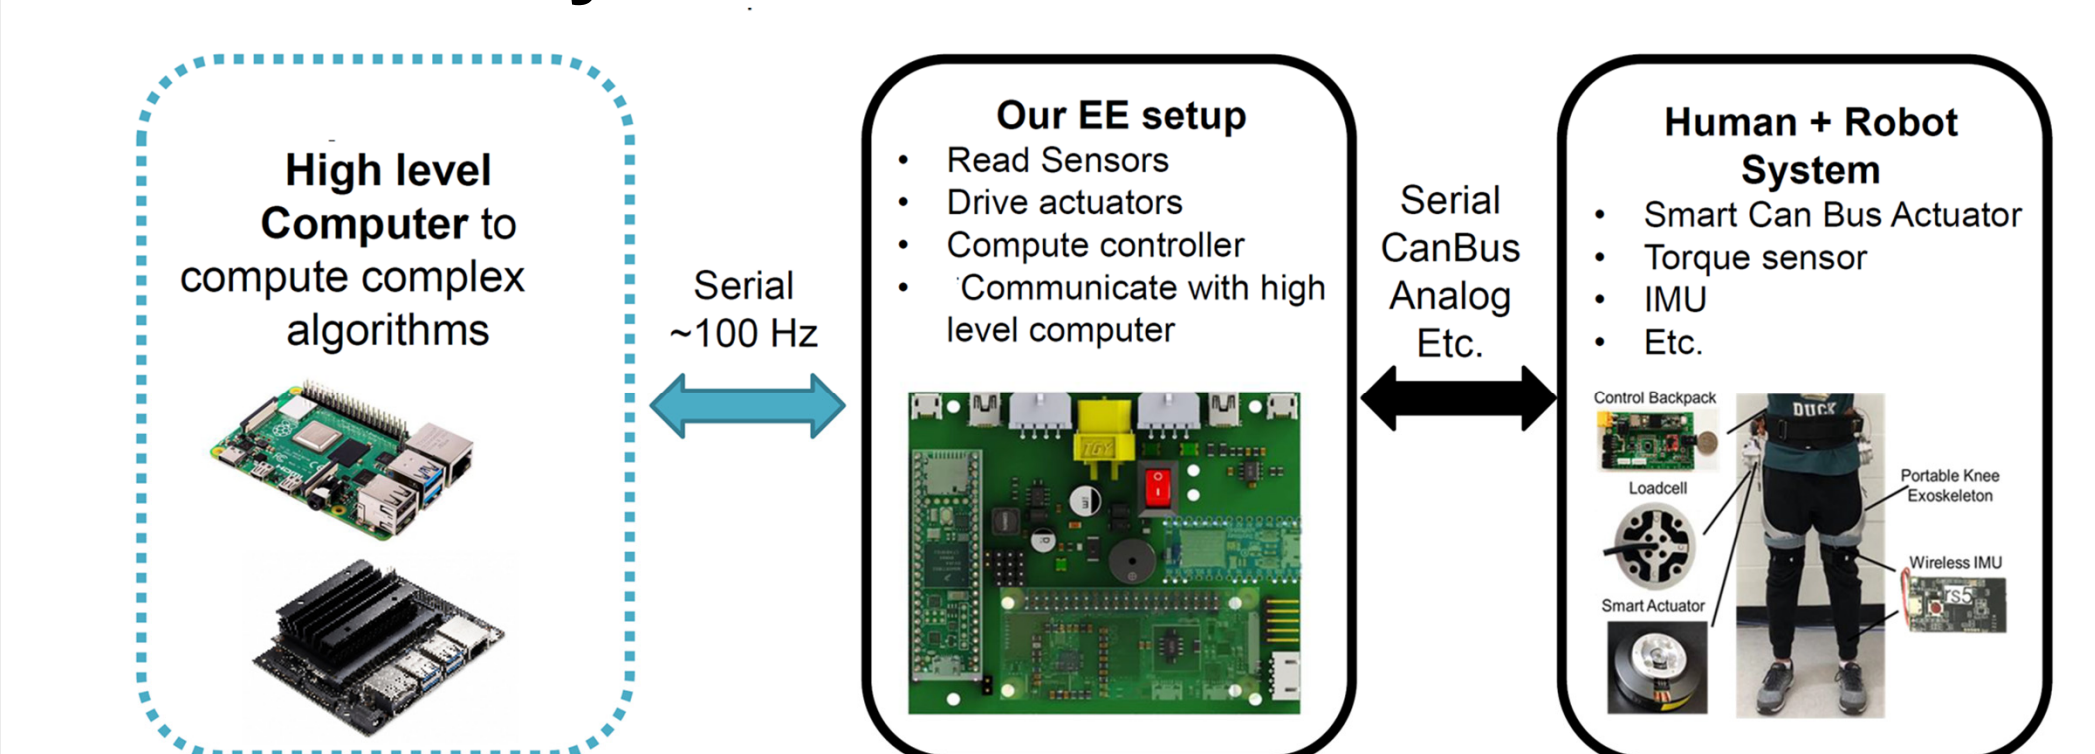 High level
Computer to
compute complex
algorithms
Serial
~100 Hz
Our EE setup
• Read Sensors
• Drive actuators
• Compute controller
• Communicate with high
level computer
Serial
CanBus
Analog
Etc.
Human + Robot
System
• Smart Can Bus Actuator
• Torque sensor
• IMU
• Etc.
Control Backpack
Loadcell
Smart Actuator
DUCK
Portable Knee
Exoskeleton
Wireless IMU
rs5